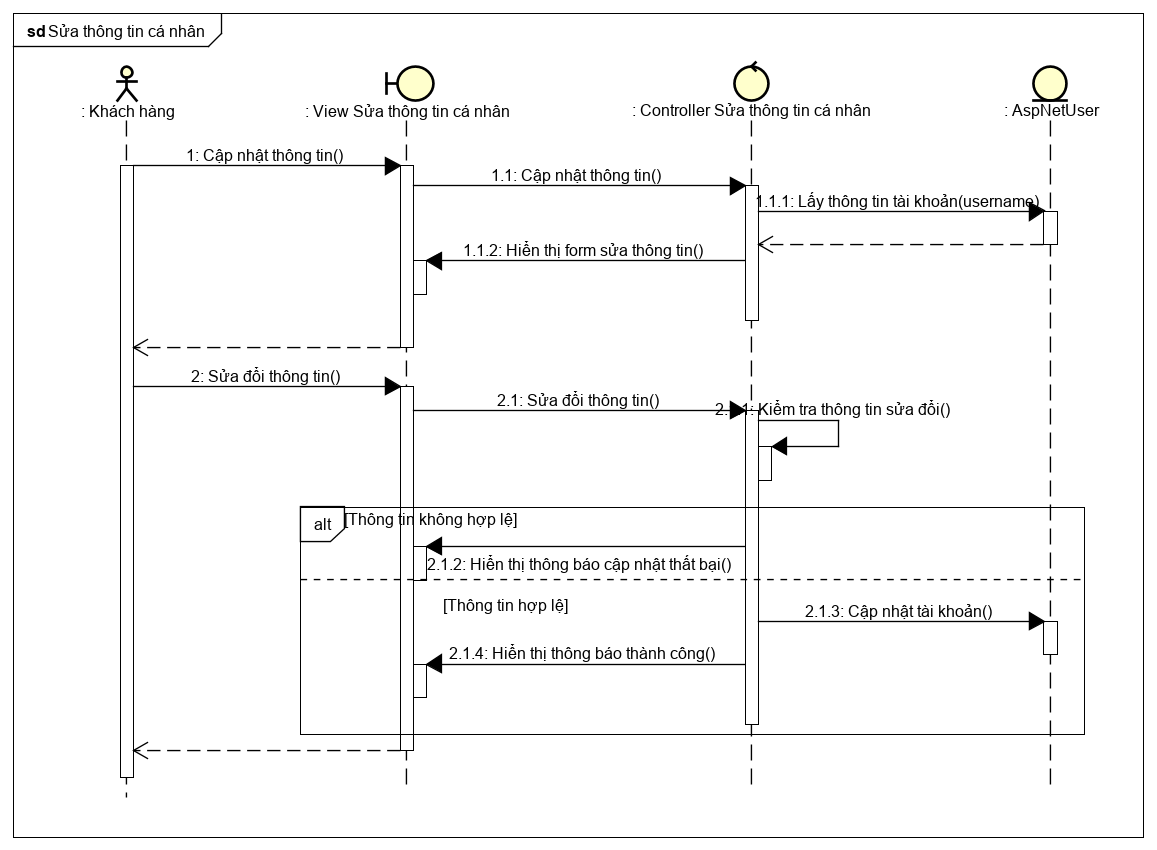 sd Sửa thông tin cá nhân
: Khách hàng
: View Sửa thông tin cá nhân
: Controller Sửa thông tin cá nhân
: AspNetUser
1: Cập nhật thông tin()
1.1: Cập nhật thông tin()
1.1.1: Lấy thông tin tài khoản(username)
1.1.2: Hiển thị form sửa thông tin()
2: Sửa đổi thông tin()
2.1: Sửa đổi thông tin()
2.1.1: Kiểm tra thông tin sửa đổi()
alt
[Thông tin không hợp lệ]
2.1.2: Hiển thị thông báo cập nhật thất bại()
[Thông tin hợp lệ]
2.1.3: Cập nhật tài khoản()
2.1.4: Hiển thị thông báo thành công()